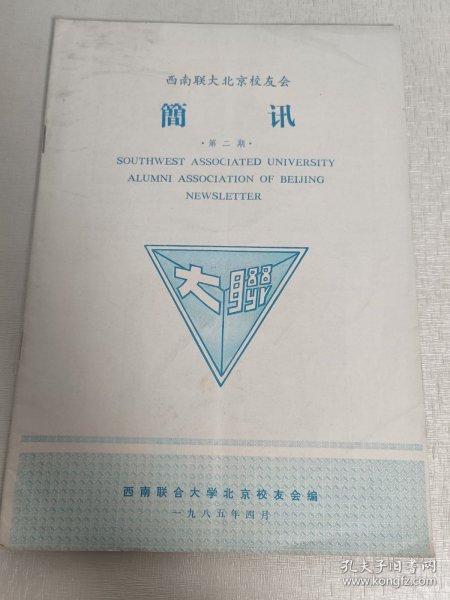 西南联大北京校友会
簡讯
·第二期·
SOUTHWEST ASSOCIATED UNIVERSITY
ALUMNI ASSOCIATION OF BEIJING
NEWSLETTER
大聯
西南联合大学北京校友会编
一九八五年四月
孔夫子旧书网
www.kongfz.com